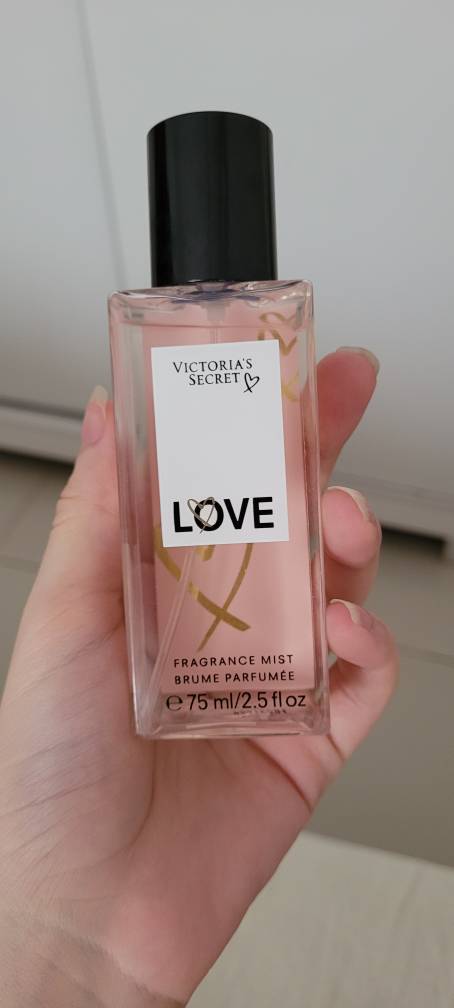 VICTORIA'S
SECRET
LOVE
FRAGRANCE MIST
BRUME PARFUMÉE
℮ 75 ml/2.5 fl oz